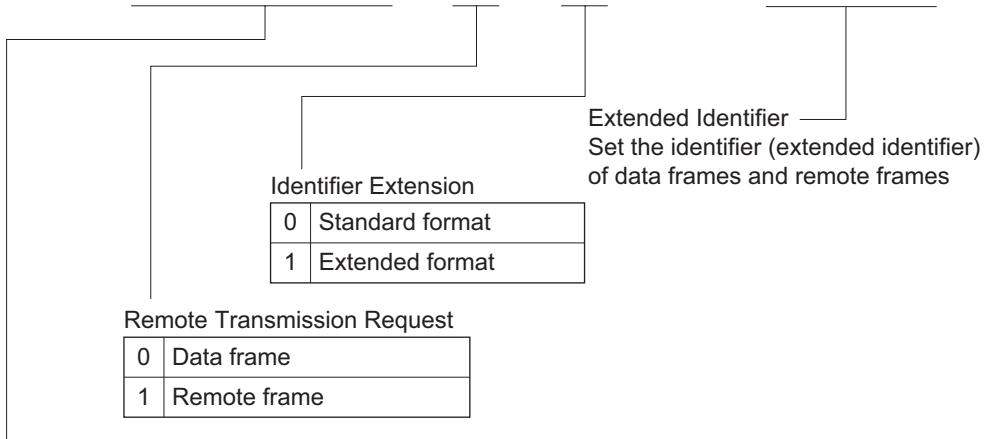 Extended Identifier
Set the identifier (extended identifier)
of data frames and remote frames
Identifier Extension
0 Standard format
1 Extended format
Remote Transmission Request
0 Data frame
1 Remote frame